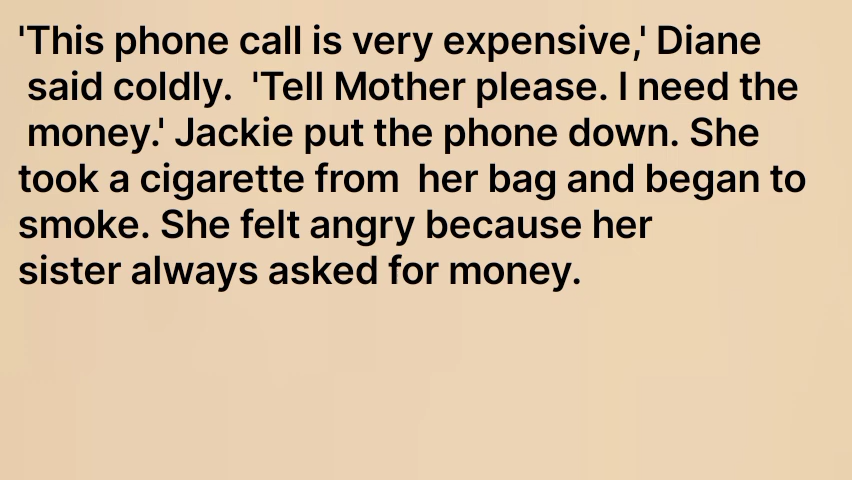 'This phone call is very expensive,' Diane
said coldly.  'Tell Mother please. I need the
money.' Jackie put the phone down. She
took a cigarette from  her bag and began to
smoke. She felt angry because her
sister always asked for money.